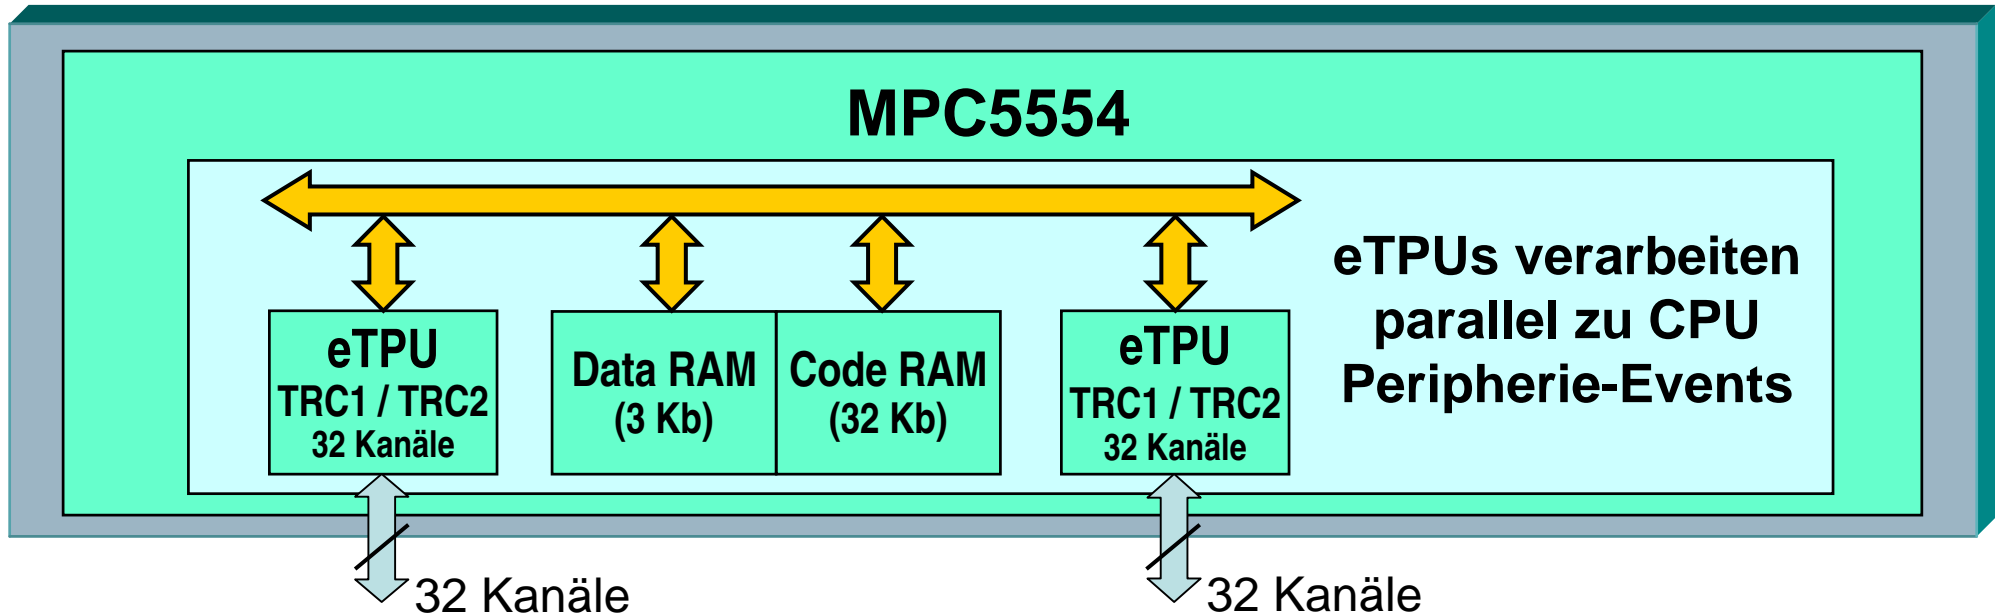 MPC5554
eTPU
TRC1 / TRC2
32 Kanäle
Data RAM
(3 Kb)
Code RAM
(32 Kb)
eTPU
TRC1 / TRC2
32 Kanäle
eTPUs verarbeiten
parallel zu CPU
Peripherie-Events
32 Kanäle
32 Kanäle